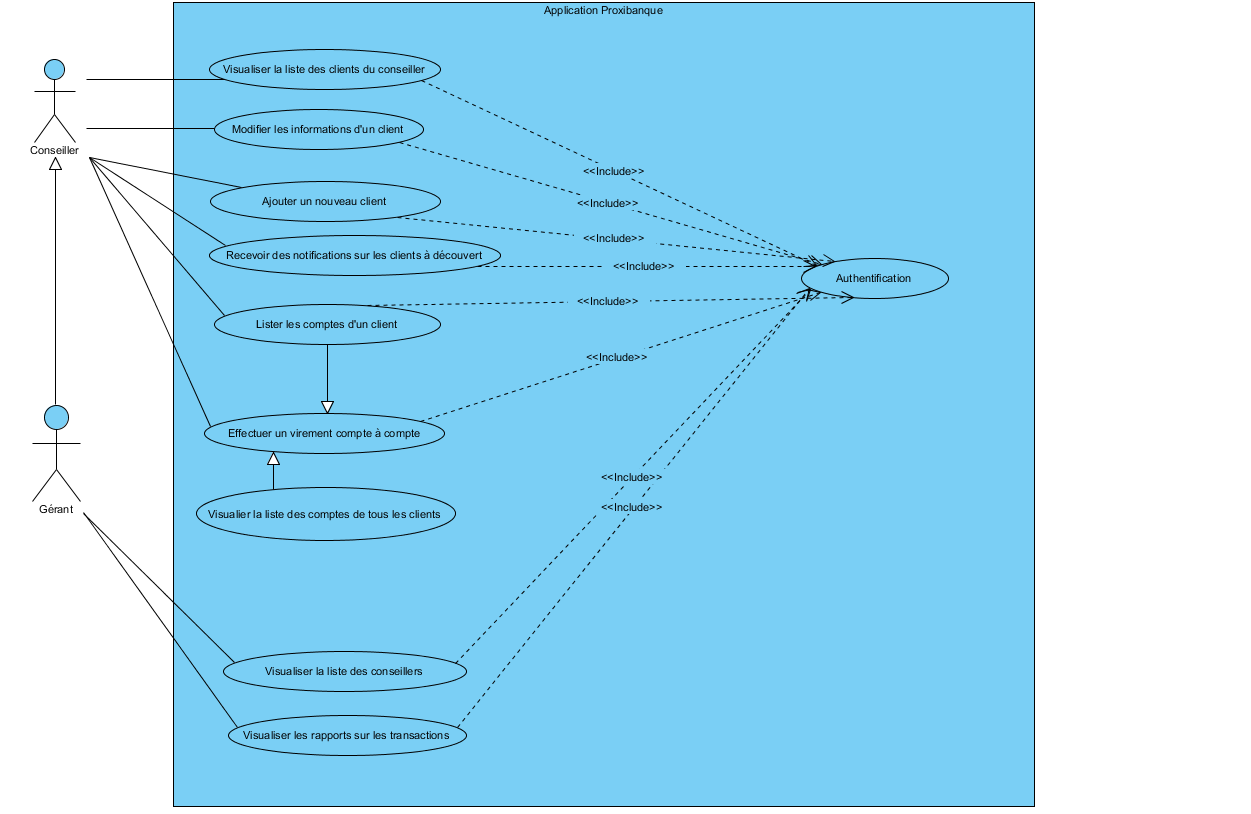 Application Proxibanque
Visualiser la liste des clients du conseiller
Modifier les informations d'un client
Conseiller
<<Include>>
Ajouter un nouveau client
<<Include>>
<<Include>>
Recevoir des notifications sur les clients à découvert
<<Include>>
Authentification
<<Include>>
Lister les comptes d'un client
<<Include>>
Effectuer un virement compte à compte
<<Include>>
Gérant
Visualier la liste des comptes de tous les clients
<<Include>>
Visualiser la liste des conseillers
Visualiser les rapports sur les transactions